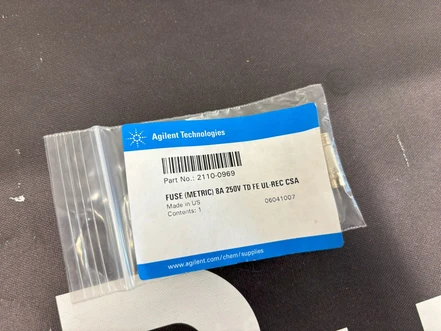 Agilent Technologies
Part No.: 2110-0969
FUSE (METRIC) 8A 250V TD FE UL-REC CSA
Made in US
Contents: 1
06041007
www.agilent.com/chem/supplies